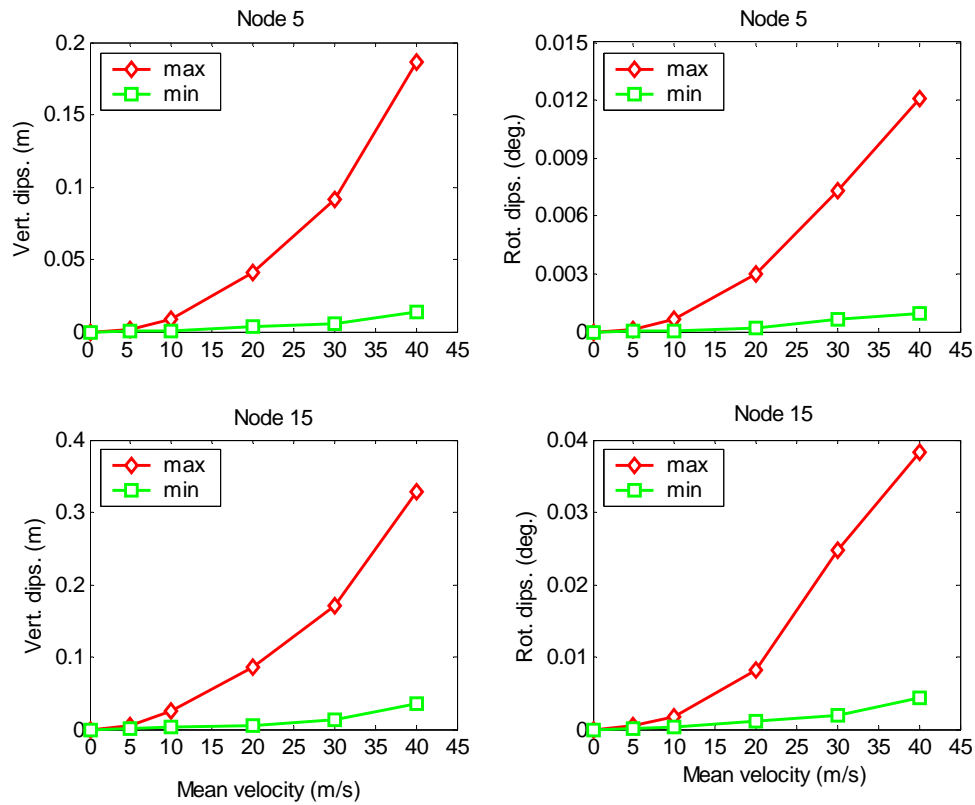 Node 5
Vert. dips. (m)
0.2
0.15
0.1
0.05
0
max
min
0 5 10 15 20 25 30 35 40 45
Node 5
Rot. dips. (deg.)
0.015
0.012
0.009
0.006
0.003
0
max
min
0 5 10 15 20 25 30 35 40 45
Node 15
Vert. dips. (m)
0.4
0.3
0.2
0.1
0
max
min
0 5 10 15 20 25 30 35 40 45
Mean velocity (m/s)
Node 15
Rot. dips. (deg.)
0.04
0.03
0.02
0.01
0
max
min
0 5 10 15 20 25 30 35 40 45
Mean velocity (m/s)